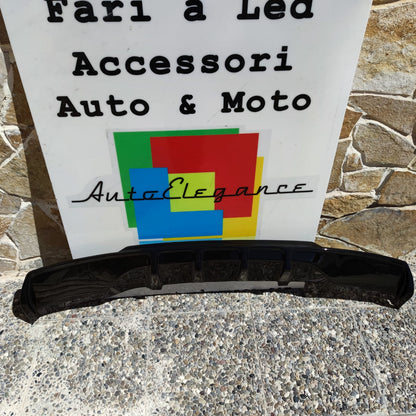 Fari a Led
Accessori
Auto & Moto
AutoElegance